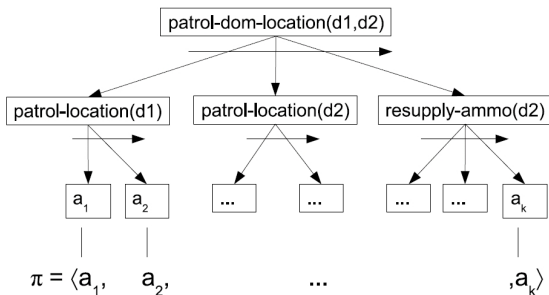 patrol-dom-location(d1,d2)
patrol-location(d1) patrol-location(d2) resupply-ammo(d2)
a₁ a₂ ... ... ... ... aₖ
π = ⟨a₁, a₂, ... ,aₖ⟩